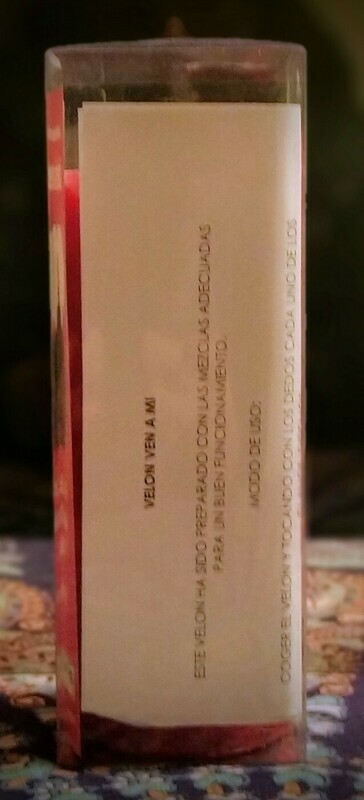 VELON VEN A MI
ESTE VELON HA SIDO PREPARADO CON LAS MEZCLAS ADECUADAS
PARA UN BUEN FUNCIONAMIENTO.
MODO DE USO:
COGER EL VELON Y TOCANDO CON LOS DEDOS CADA UNO DE LOS